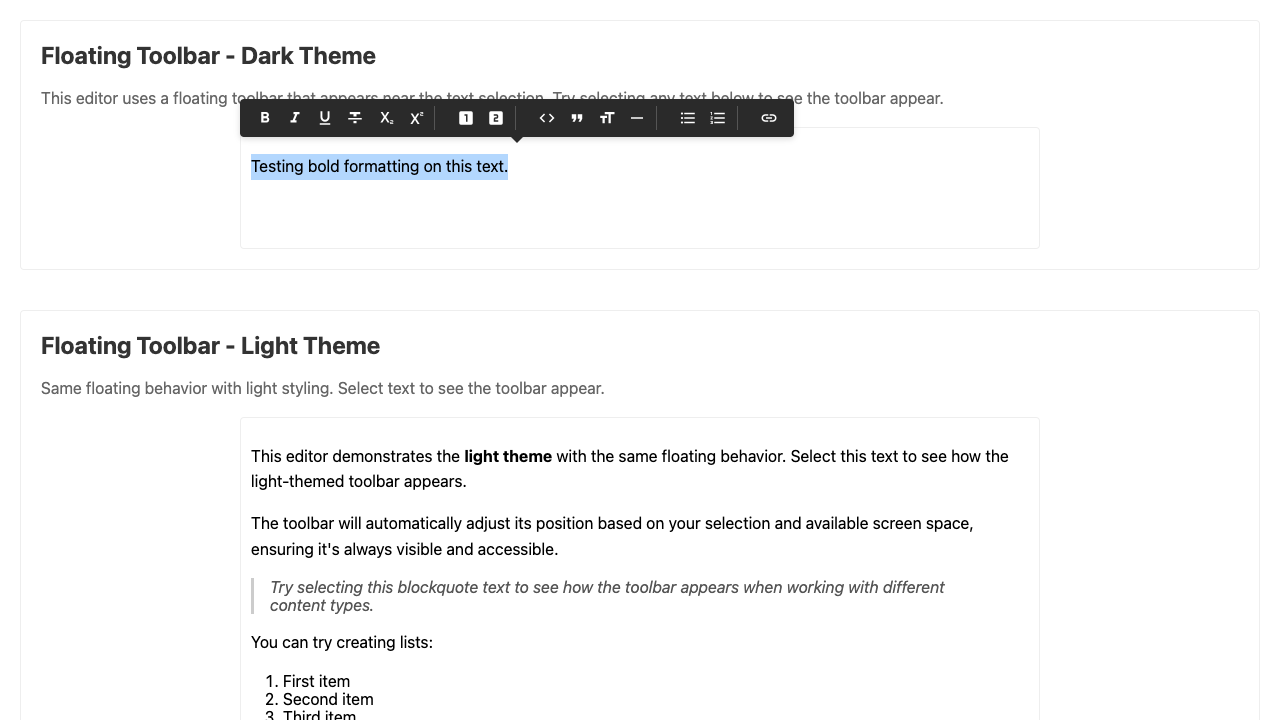 Floating Toolbar - Dark Theme
This editor uses a floating toolbar that appears near the text selection. Try selecting any text below to see the toolbar appear.
Testing bold formatting on this text.
Floating Toolbar - Light Theme
Same floating behavior with light styling. Select text to see the toolbar appear.
This editor demonstrates the light theme with the same floating behavior. Select this text to see how the
light-themed toolbar appears.
The toolbar will automatically adjust its position based on your selection and available screen space,
ensuring it's always visible and accessible.
Try selecting this blockquote text to see how the toolbar appears when working with different
content types.
You can try creating lists:
1. First item
2. Second item
3. Third item